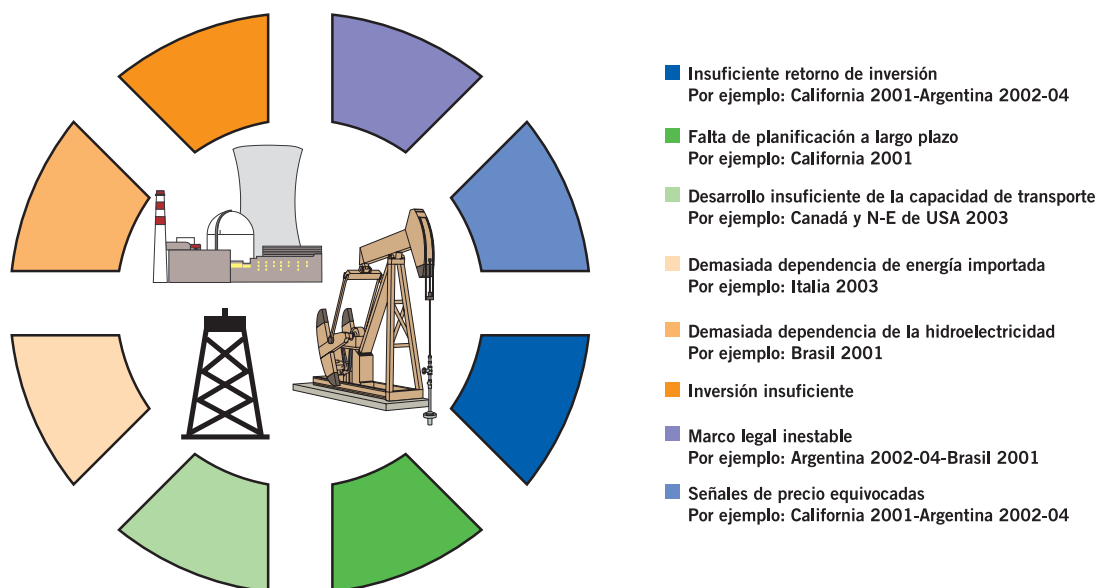 Insuficiente retorno de inversión
Por ejemplo: California 2001-Argentina 2002-04
Falta de planificación a largo plazo
Por ejemplo: California 2001
Desarrollo insuficiente de la capacidad de transporte
Por ejemplo: Canadá y N-E de USA 2003
Demasiada dependencia de energía importada
Por ejemplo: Italia 2003
Demasiada dependencia de la hidroelectricidad
Por ejemplo: Brasil 2001
Inversión insuficiente
Marco legal inestable
Por ejemplo: Argentina 2002-04-Brasil 2001
Señales de precio equivocadas
Por ejemplo: California 2001-Argentina 2002-04